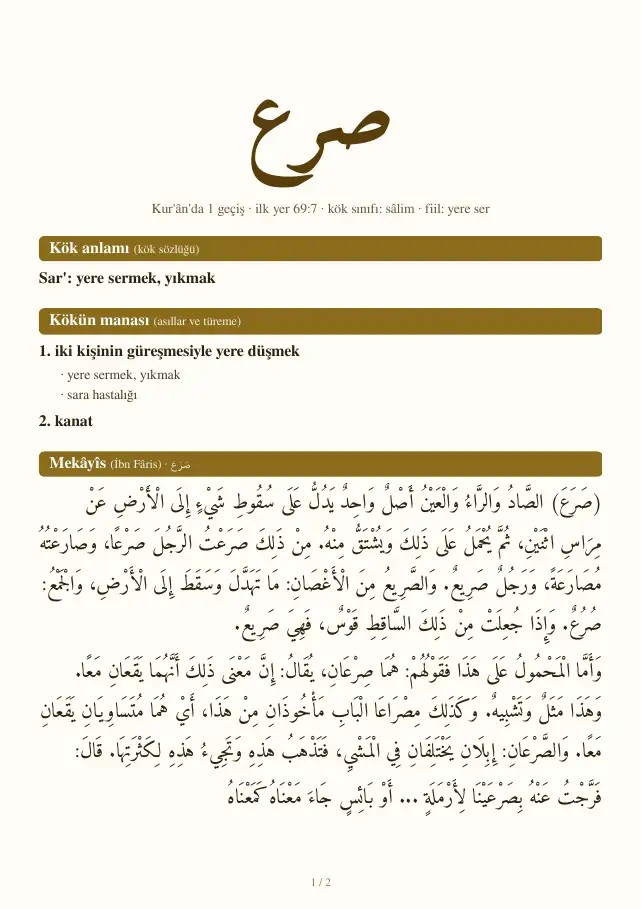 صرع
Kur'ân'da 1 geçiş · ilk yer 69:7 · kök sınıfı: sâlim · fiil: yere ser
Kök anlamı (kök sözlüğü)
Sar': yere sermek, yıkmak
Kökün manası (asıllar ve türeme)
1. iki kişinin güreşmesiyle yere düşmek
· yere sermek, yıkmak
· sara hastalığı
2. kanat
Mekâyîs (İbn Fâris) · صَرَعَ
(صَرَعَ) الصَّادُ وَالرَّاءُ وَالْعَيْنُ أَصْلٌ وَاحِدٌ يَدُلُّ عَلَى سُقُوطِ شَيْءٍ إِلَى الْأَرْضِ عَنْ
مِرَاسِ اثْنَيْنِ، ثُمَّ يُحْمَلُ عَلَى ذَلِكَ وَيُشْتَقُّ مِنْهُ. مِنْ ذَلِكَ صَرَعْتُ الرَّجُلَ صَرْعًا، وَصَارَعْتُهُ
مُصَارَعَةً، وَرَجُلٌ صَرِيعٌ. وَالصَّرِيعُ مِنَ الْأَغْصَانِ: مَا تَهَدَّلَ وَسَقَطَ إِلَى الْأَرْضِ، وَالْجَمْعُ:
صُرُعٌ. وَإِذَا جُعِلَتْ مِنْ ذَلِكَ السَّاقِطِ قَوْسٌ، فَهِيَ صَرِيعٌ.
وَأَمَّا الْمَحْمُولُ عَلَى هَذَا فَقَوْلُهُمْ: هُمَا صِرْعَانِ، يُقَالُ: إِنَّ مَعْنَى ذَلِكَ أَنَّهُمَا يَقَعَانِ مَعًا.
وَهَذَا مَثَلٌ وَتَشْبِيهٌ. وَكَذَلِكَ مِصْرَاعَا الْبَابِ مَأْخُوذَانِ مِنْ هَذَا، أَيْ هُمَا مُتَسَاوِيَانِ يَقَعَانِ
مَعًا. وَالصَّرْعَانِ: إِبِلَانِ يَخْتَلِفَانِ فِي الْمَشْيِ، فَتَذْهَبُ هَذِهِ وَتَجِيءُ هَذِهِ لِكَثْرَتِهَا. قَالَ:
فَرَّجْتُ عَنْهُ بِصَرْعَيْنَا لِأَرْمَلَةٍ ... أَوْ بَائِسٍ جَاءَ مَعْنَاهُ كَمَعْنَاهُ
1 / 2